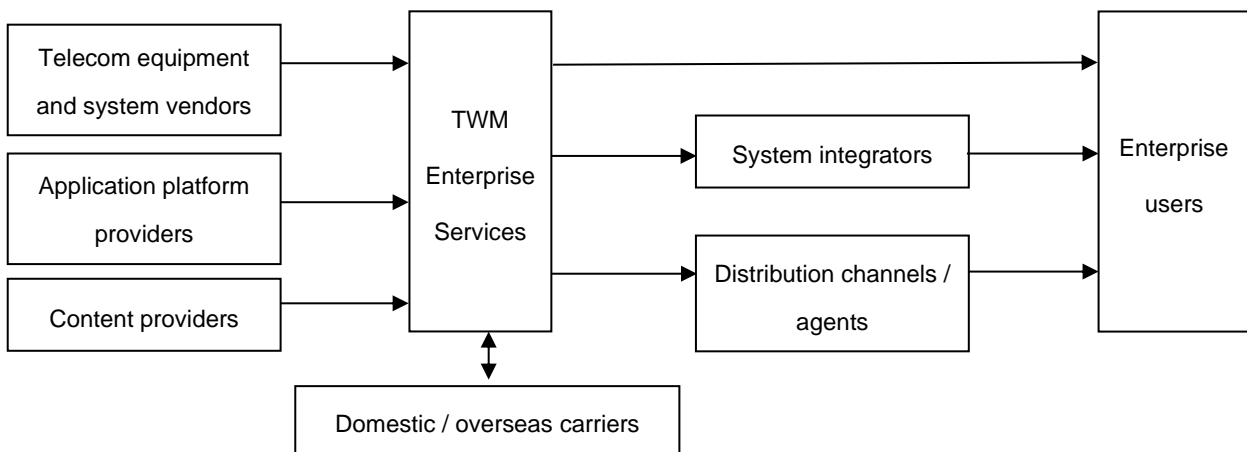 Telecom equipment
and system vendors
Application platform
providers
Content providers
TWM
Enterprise
Services
Domestic / overseas carriers
System integrators
Distribution channels /
agents
Enterprise
users